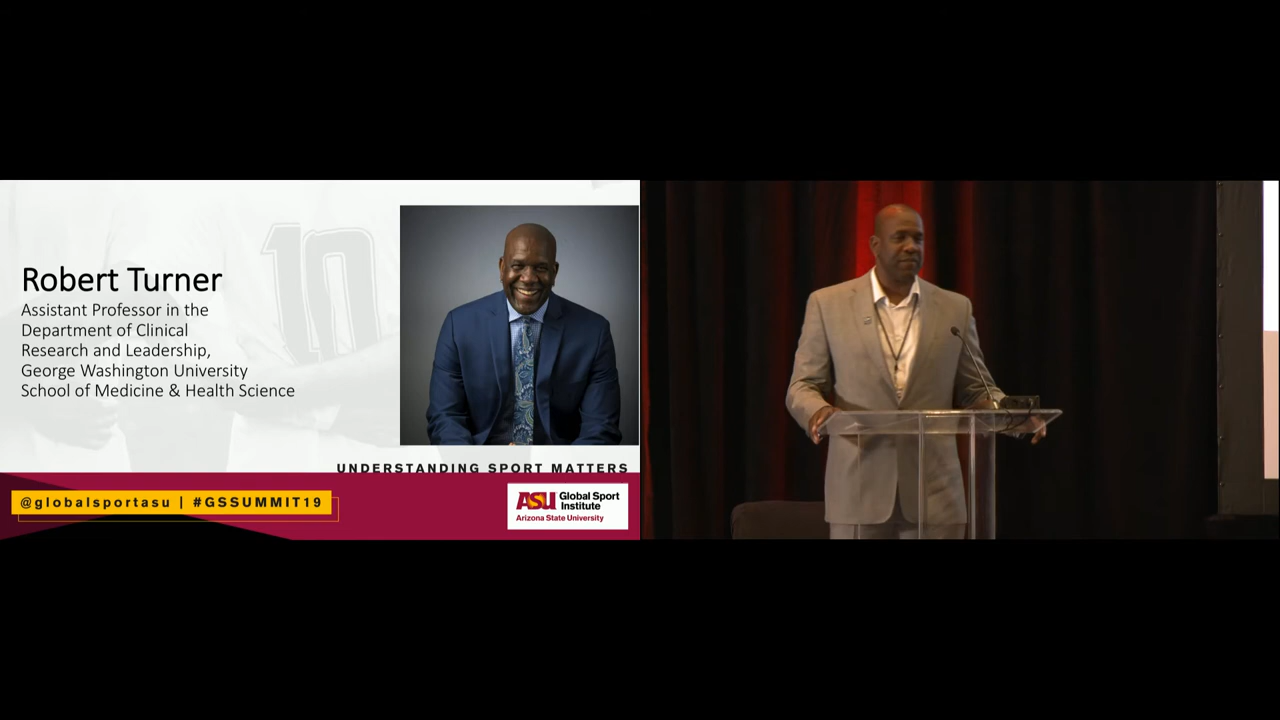 Robert Turner
Assistant Professor in the
Department of Clinical
Research and Leadership,
George Washington University
School of Medicine & Health Science
10
UNDERSTANDING SPORT MATTERS
@globalsportasu | #GSSUMMIT19
ASU Global Sport
Institute
Arizona State University